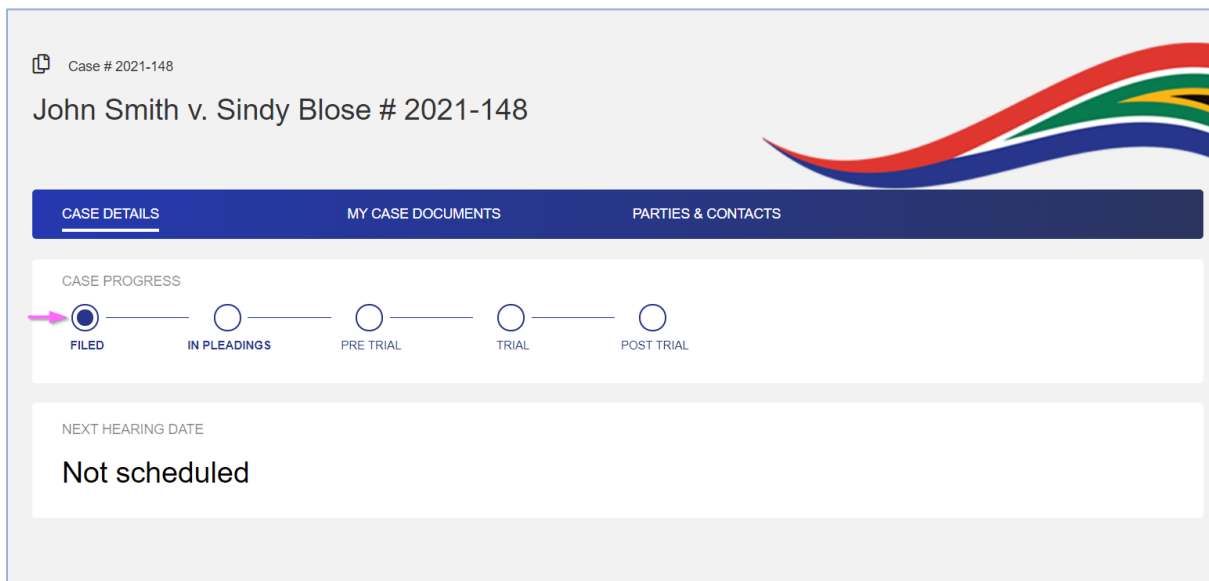 Case # 2021-148
John Smith v. Sindy Blose # 2021-148
CASE DETAILS MY CASE DOCUMENTS PARTIES & CONTACTS
CASE PROGRESS
FILED IN PLEADINGS PRE TRIAL TRIAL POST TRIAL
NEXT HEARING DATE
Not scheduled